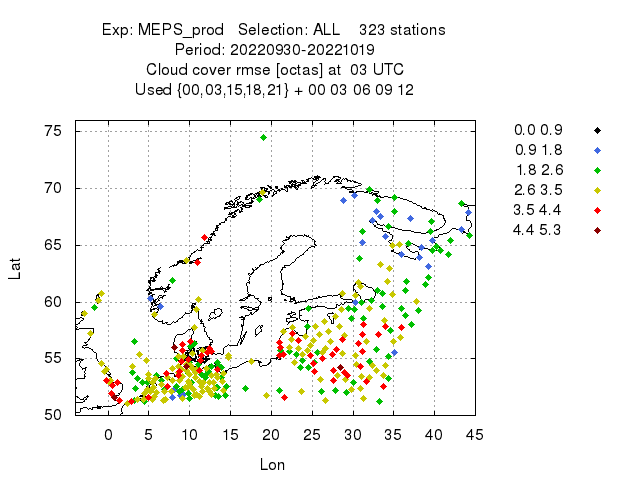 Exp: MEPS_prod Selection: ALL 323 stations
Period: 20220930-20221019
Cloud cover rmse [octas] at 03 UTC
Used {00,03,15,18,21} + 00 03 06 09 12
0.0 0.9
0.9 1.8
1.8 2.6
2.6 3.5
3.5 4.4
4.4 5.3
75
70
65
60
55
50
Lat
0 5 10 15 20 25 30 35 40 45
Lon